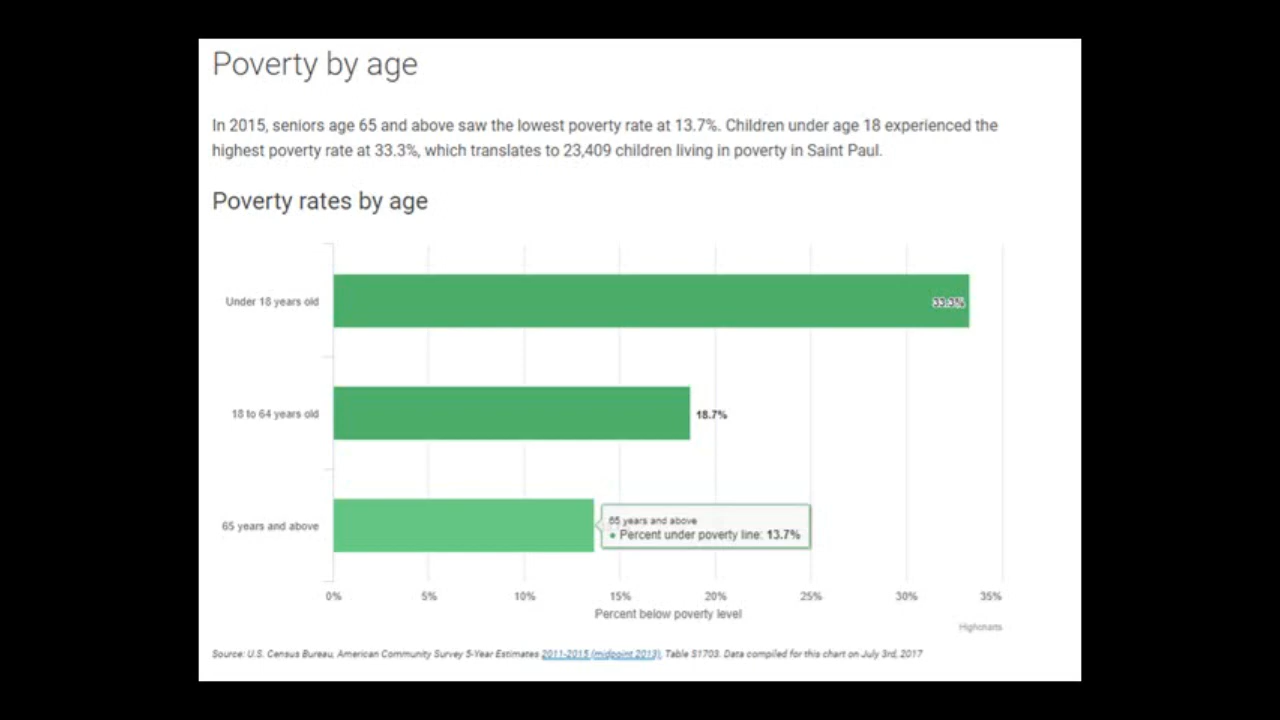 Poverty by age
In 2015, seniors age 65 and above saw the lowest poverty rate at 13.7%. Children under age 18 experienced the
highest poverty rate at 33.3%, which translates to 23,409 children living in poverty in Saint Paul.
Poverty rates by age
Under 18 years old
33.3%
18 to 64 years old
18.7%
65 years and above
65 years and above
• Percent under poverty line: 13.7%
0% 5% 10% 15% 20% 25% 30% 35%
Percent below poverty level
Highcharts
Source: U.S. Census Bureau, American Community Survey 5-Year Estimates 2011-2015 (midpoint 2013), Table S1703. Data compiled for this chart on July 3rd, 2017